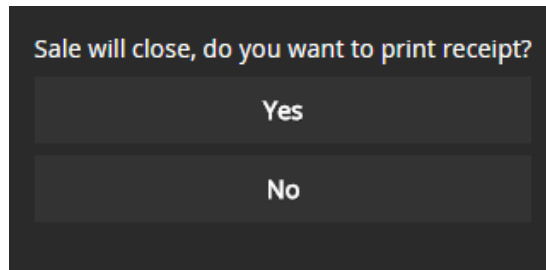 Sale will close, do you want to print receipt?
Yes
No